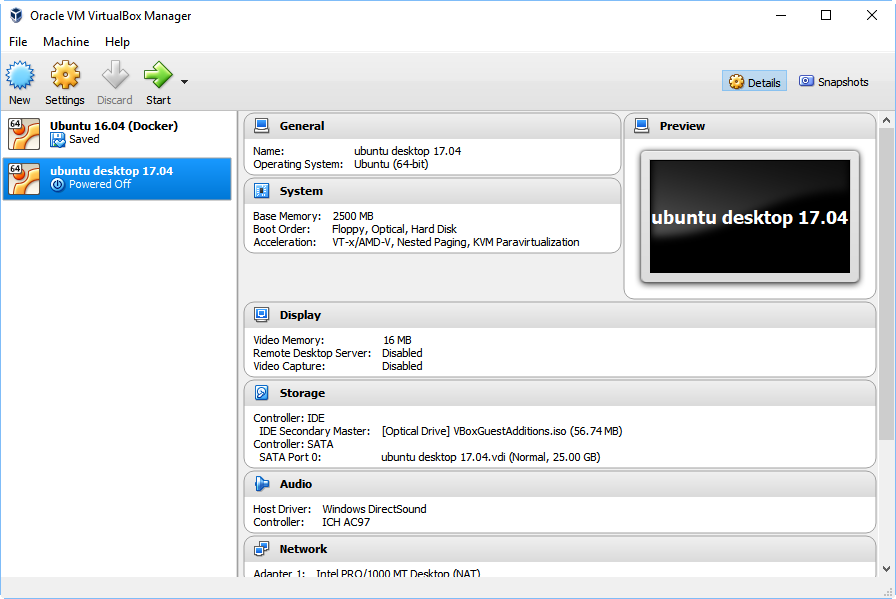 Oracle VM VirtualBox Manager
File Machine Help
New Settings Discard Start
Details Snapshots
64 Ubuntu 16.04 (Docker)
Saved
64 ubuntu desktop 17.04
Powered Off
General
Name: ubuntu desktop 17.04
Operating System: Ubuntu (64-bit)
System
Base Memory: 2500 MB
Boot Order: Floppy, Optical, Hard Disk
Acceleration: VT-x/AMD-V, Nested Paging, KVM Paravirtualization
Preview
ubuntu desktop 17.04
Display
Video Memory: 16 MB
Remote Desktop Server: Disabled
Video Capture: Disabled
Storage
Controller: IDE
IDE Secondary Master: [Optical Drive] VBoxGuestAdditions.iso (56.74 MB)
Controller: SATA
SATA Port 0: ubuntu desktop 17.04.vdi (Normal, 25.00 GB)
Audio
Host Driver: Windows DirectSound
Controller: ICH AC97
Network
Adapter 1: Intel PRO/1000 MT Desktop (NAT)